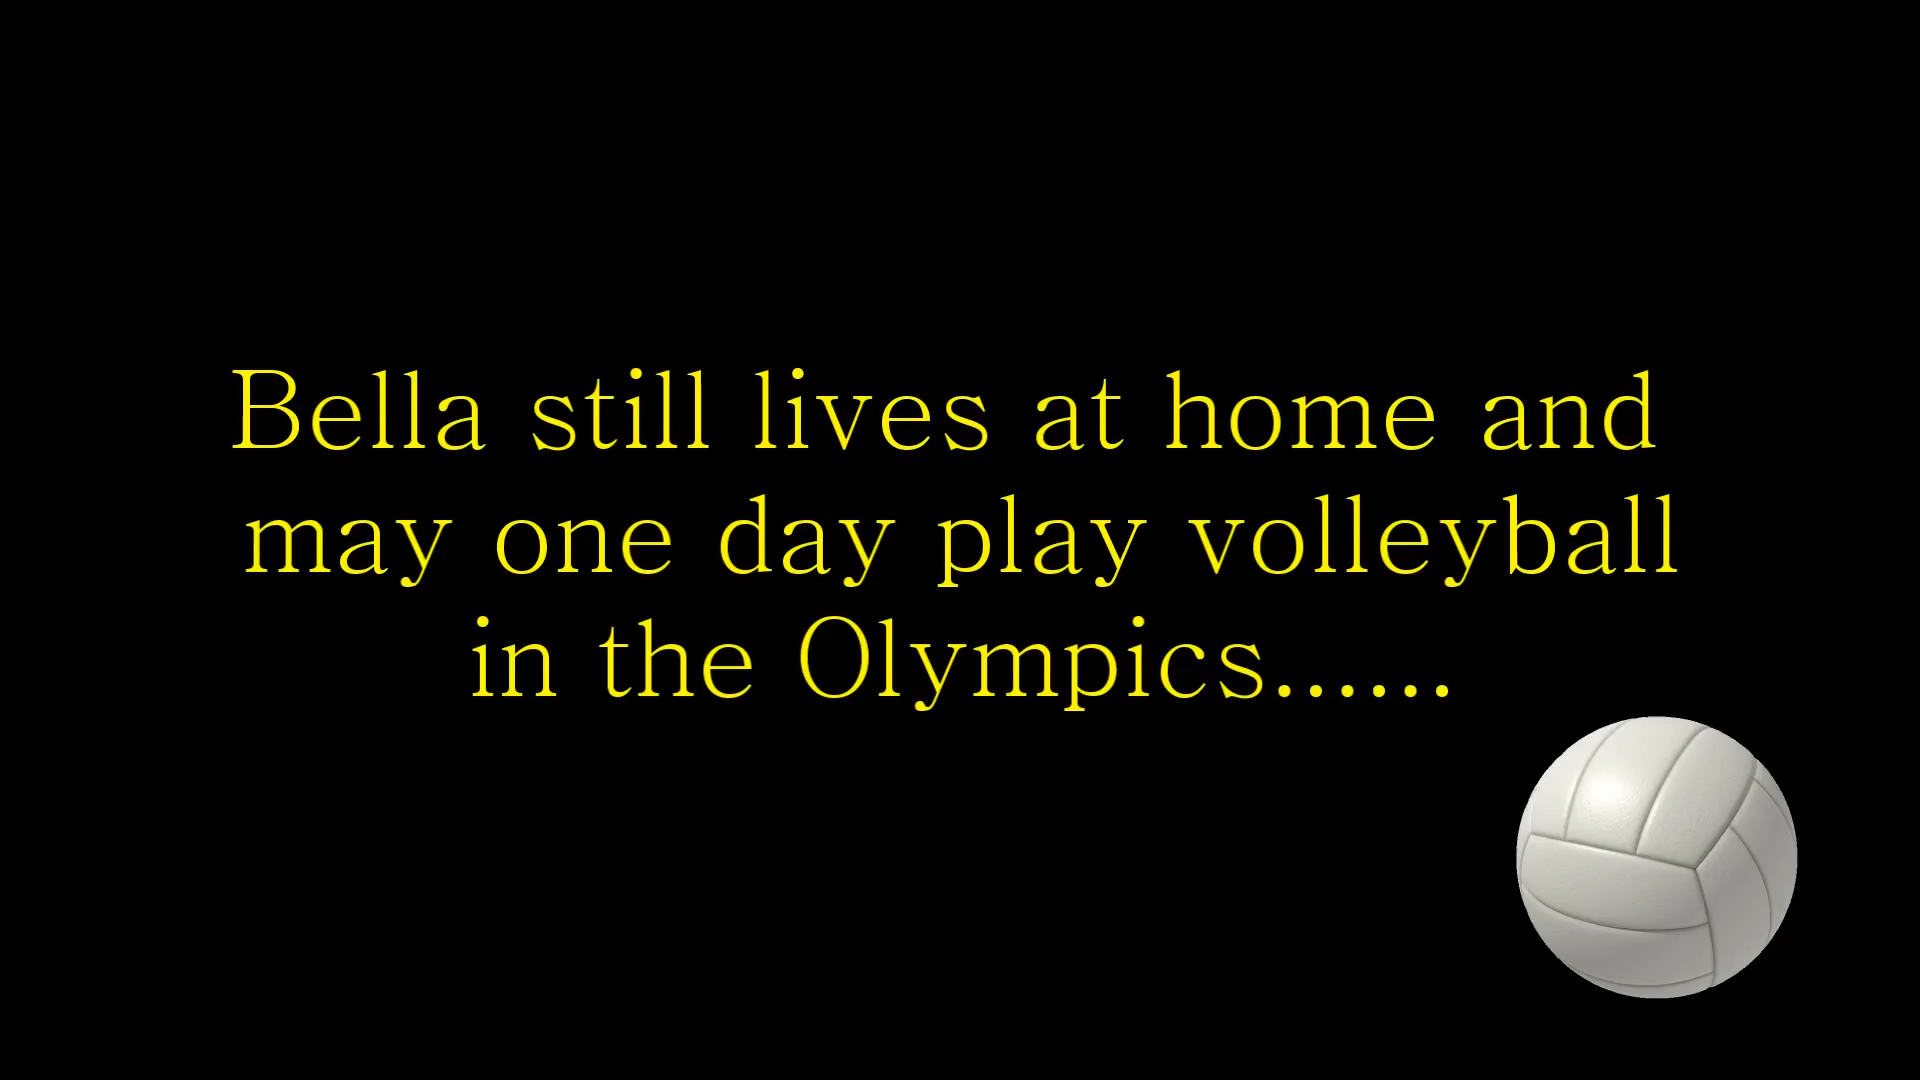 Bella still lives at home and
may one day play volleyball
in the Olympics......